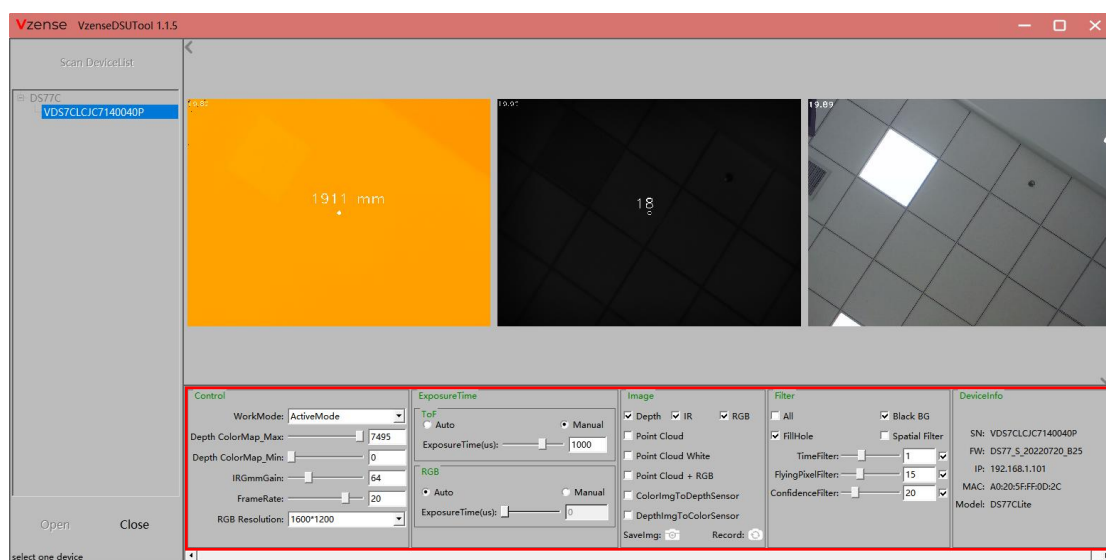 Vzense VzenseDSUTool 1.1.5
Scan DeviceList
DS77C
VDS7CLCJC7140040P
1911 mm
18
19.89
Control
WorkMode: ActiveMode
Depth ColorMap_Max: 7495
Depth ColorMap_Min: 0
IRGmmGain: 64
FrameRate: 20
RGB Resolution: 1600*1200
ExposureTime
ToF
Auto Manual
ExposureTime(us): 1000
RGB
Auto Manual
ExposureTime(us): 0
Image
Depth IR RGB
Point Cloud
Point Cloud White
Point Cloud + RGB
ColorImgToDepthSensor
DepthImgToColorSensor
SaveImg: Record:
Filter
All Black BG
FillHole Spatial Filter
TimeFilter: 1
FlyingPixelFilter: 15
ConfidenceFilter: 20
DeviceInfo
SN: VDS7CLCJC7140040P
FW: DS77_S_20220720_B25
IP: 192.168.1.101
MAC: A0:20:5F:FF:0D:2C
Model: DS77CLite
Open Close
select one device